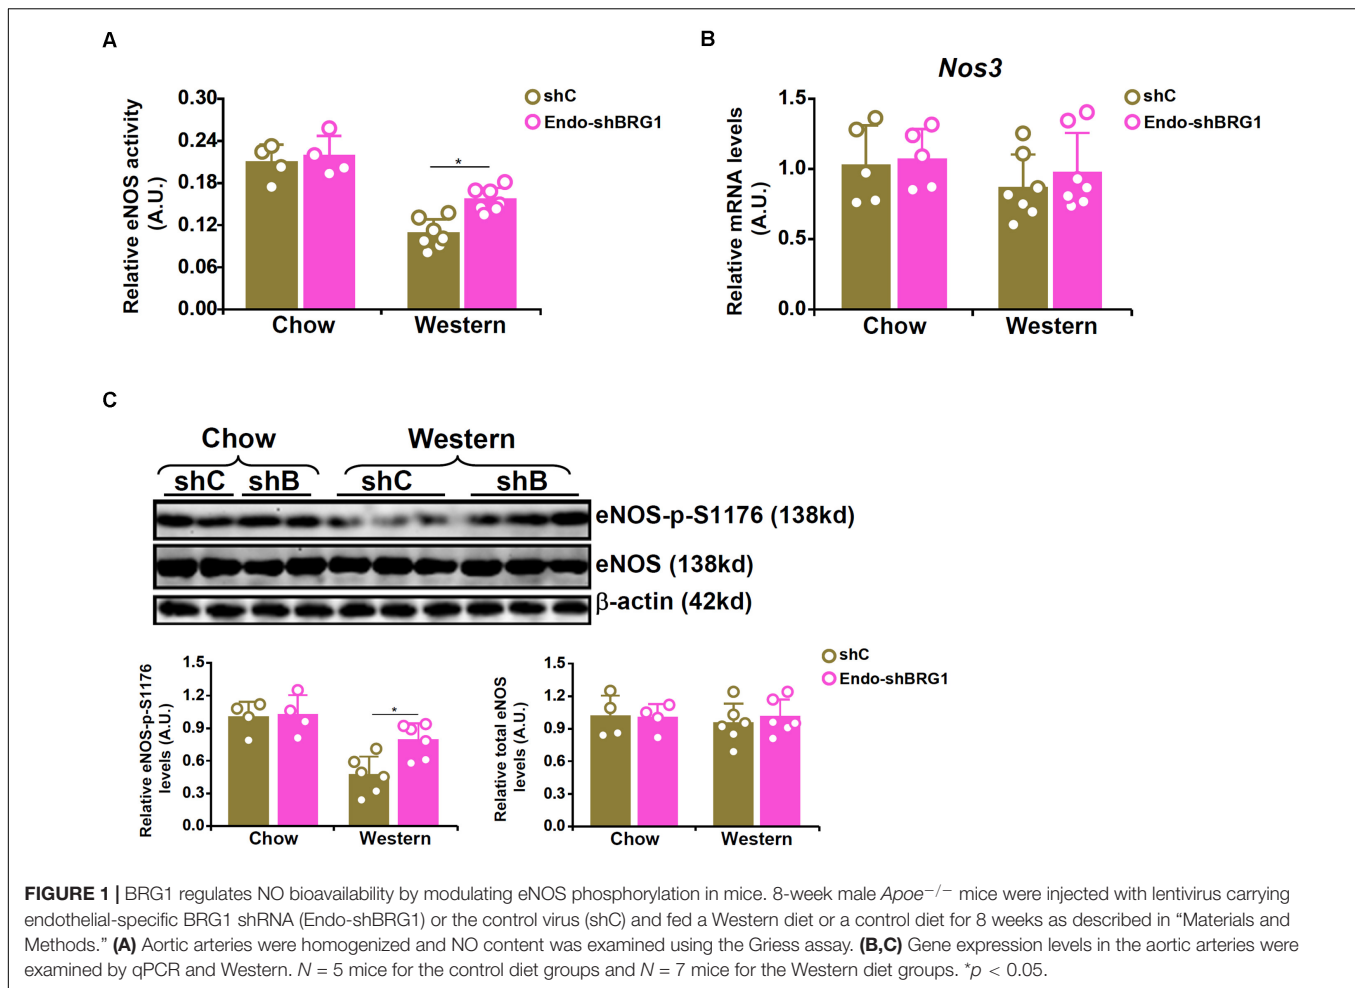 A
Relative eNOS activity
(A.U.)
0.30
0.24
0.18
0.12
0.06
0.00
*
Chow
Western
shC
Endo-shBRG1
B
Nos3
Relative mRNA levels
(A.U.)
1.5
1.0
0.5
0.0
Chow
Western
shC
Endo-shBRG1
C
Chow
Western
shC
shB
shC
shB
eNOS-p-S1176 (138kd)
eNOS (138kd)
β-actin (42kd)
Relative eNOS-p-S1176
levels (A.U.)
1.5
1.2
0.9
0.6
0.3
0.0
*
Chow
Western
Relative total eNOS
levels (A.U.)
1.5
1.2
0.9
0.6
0.3
0.0
Chow
Western
shC
Endo-shBRG1
FIGURE 1 | BRG1 regulates NO bioavailability by modulating eNOS phosphorylation in mice. 8-week male Apoe−/− mice were injected with lentivirus carrying
endothelial-specific BRG1 shRNA (Endo-shBRG1) or the control virus (shC) and fed a Western diet or a control diet for 8 weeks as described in “Materials and
Methods.” (A) Aortic arteries were homogenized and NO content was examined using the Griess assay. (B,C) Gene expression levels in the aortic arteries were
examined by qPCR and Western. N = 5 mice for the control diet groups and N = 7 mice for the Western diet groups. *p < 0.05.